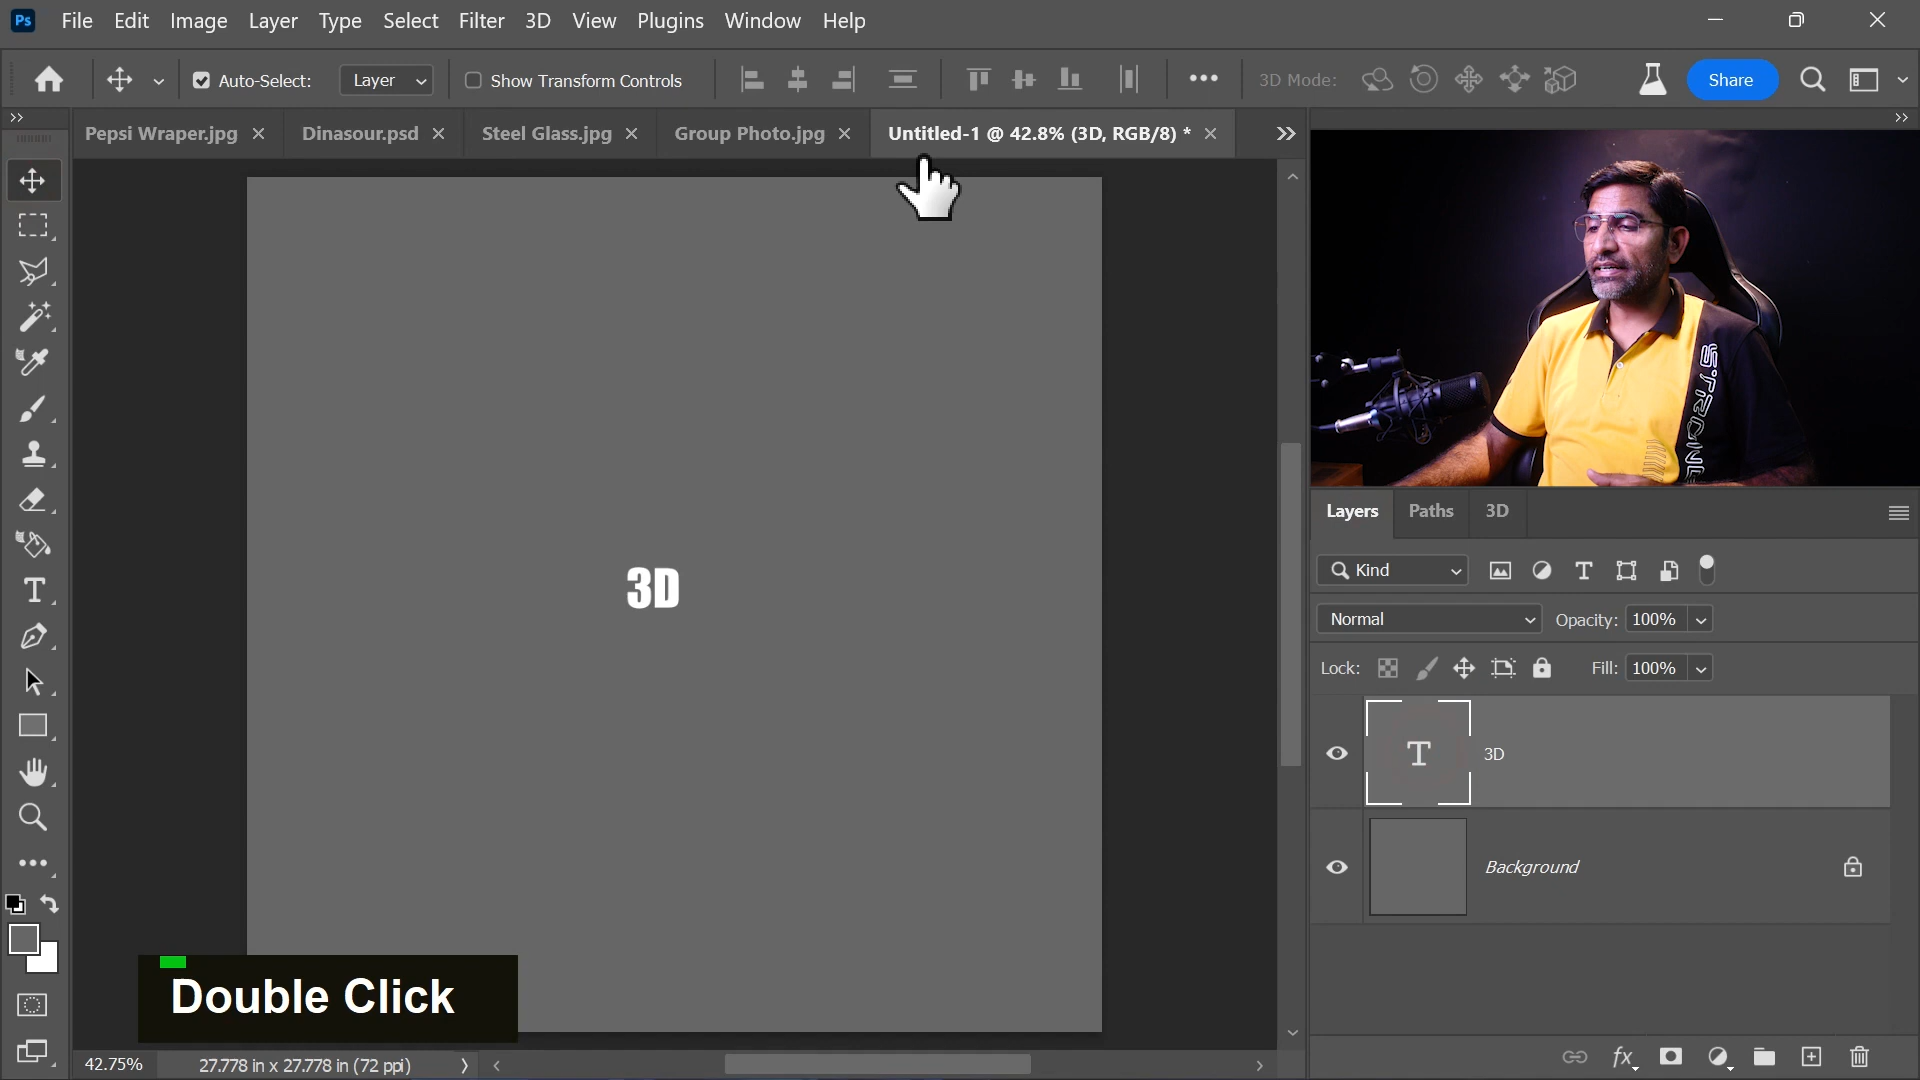 Ps File Edit Image Layer Type Select Filter 3D View Plugins Window Help
Auto-Select: Layer Show Transform Controls 3D Mode: Share
Pepsi Wraper.jpg Dinasour.psd Steel Glass.jpg Group Photo.jpg Untitled-1 @ 42.8% (3D, RGB/8) *
3D
Layers Paths 3D
Kind
Normal Opacity: 100%
Lock: Fill: 100%
T 3D
Background
Double Click
42.75% 27.778 in x 27.778 in (72 ppi)
fx